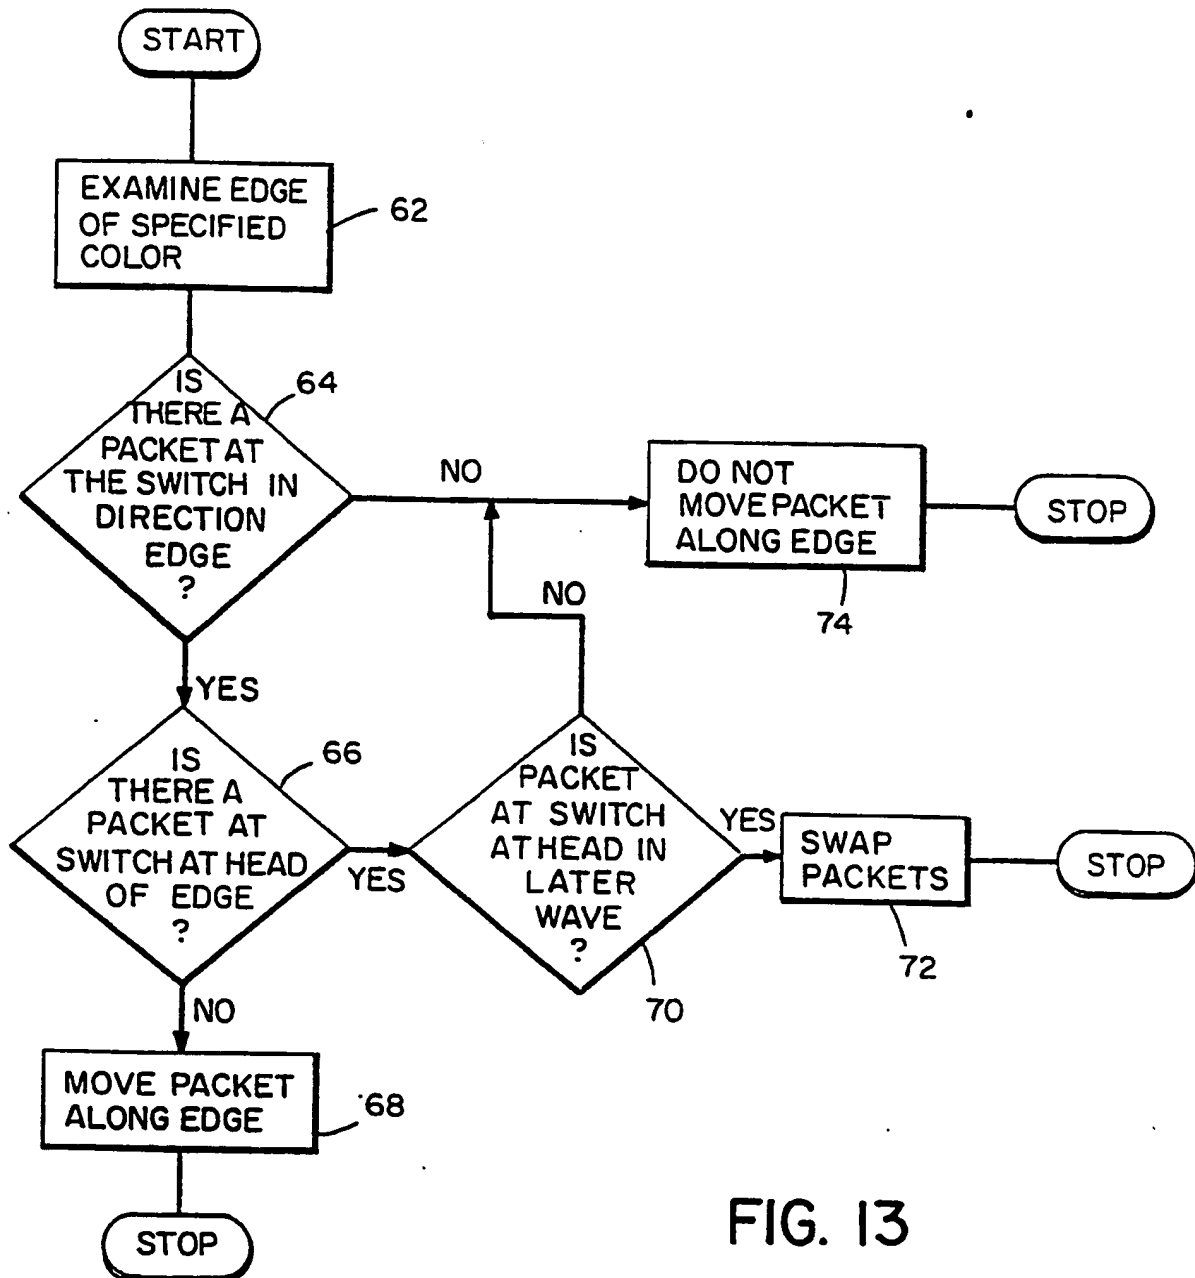 START
EXAMINE EDGE
OF SPECIFIED
COLOR
62
IS
THERE A
PACKET AT
THE SWITCH IN
DIRECTION
EDGE
?
64
NO
DO NOT
MOVE PACKET
ALONG EDGE
74
STOP
NO
YES
IS
THERE A
PACKET AT
SWITCH AT HEAD
OF EDGE
?
66
YES
IS
PACKET
AT SWITCH
AT HEAD IN
LATER
WAVE
?
70
YES
SWAP
PACKETS
72
STOP
NO
MOVE PACKET
ALONG EDGE
68
STOP
FIG. 13